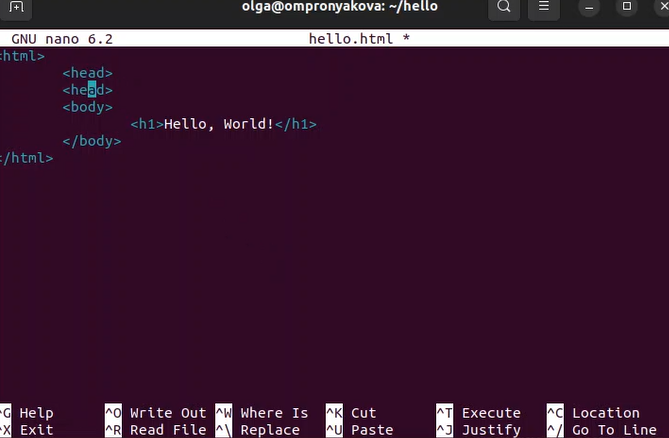 olga@ompronyakova: ~/hello
GNU nano 6.2 hello.html *
<html>
<head>
<head>
<body>
<h1>Hello, World!</h1>
</body>
</html>
^G Help ^O Write Out ^W Where Is ^K Cut ^T Execute ^C Location
^X Exit ^R Read File ^\ Replace ^U Paste ^J Justify ^/ Go To Line